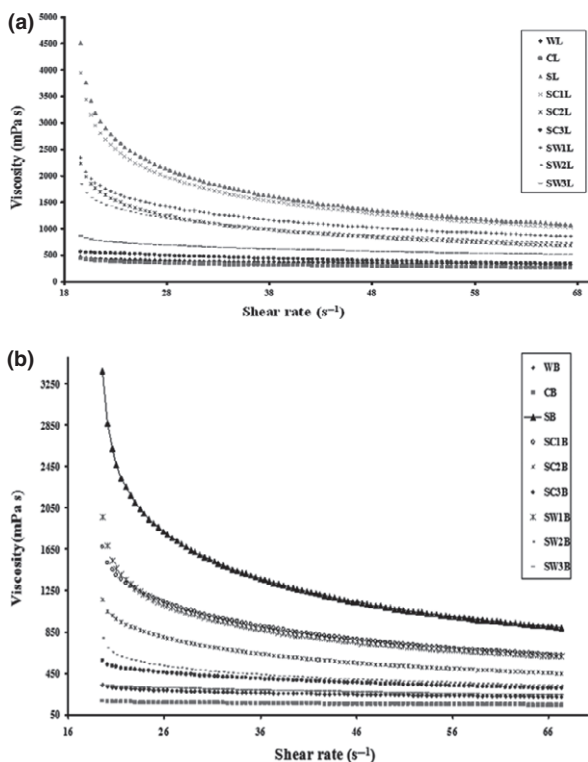 (a)
5000
4500
4000
3500
3000
2500
2000
1500
1000
500
0
18
28
38
48
58
68
Viscosity (mPa s)
Shear rate (s⁻¹)
WL
CL
SL
SC1L
SC2L
SC3L
SW1L
SW2L
SW3L
(b)
3250
2850
2450
2050
1650
1250
850
450
50
16
26
36
46
56
66
Viscosity (mPa s)
Shear rate (s⁻¹)
WB
CB
SB
SC1B
SC2B
SC3B
SW1B
SW2B
SW3B